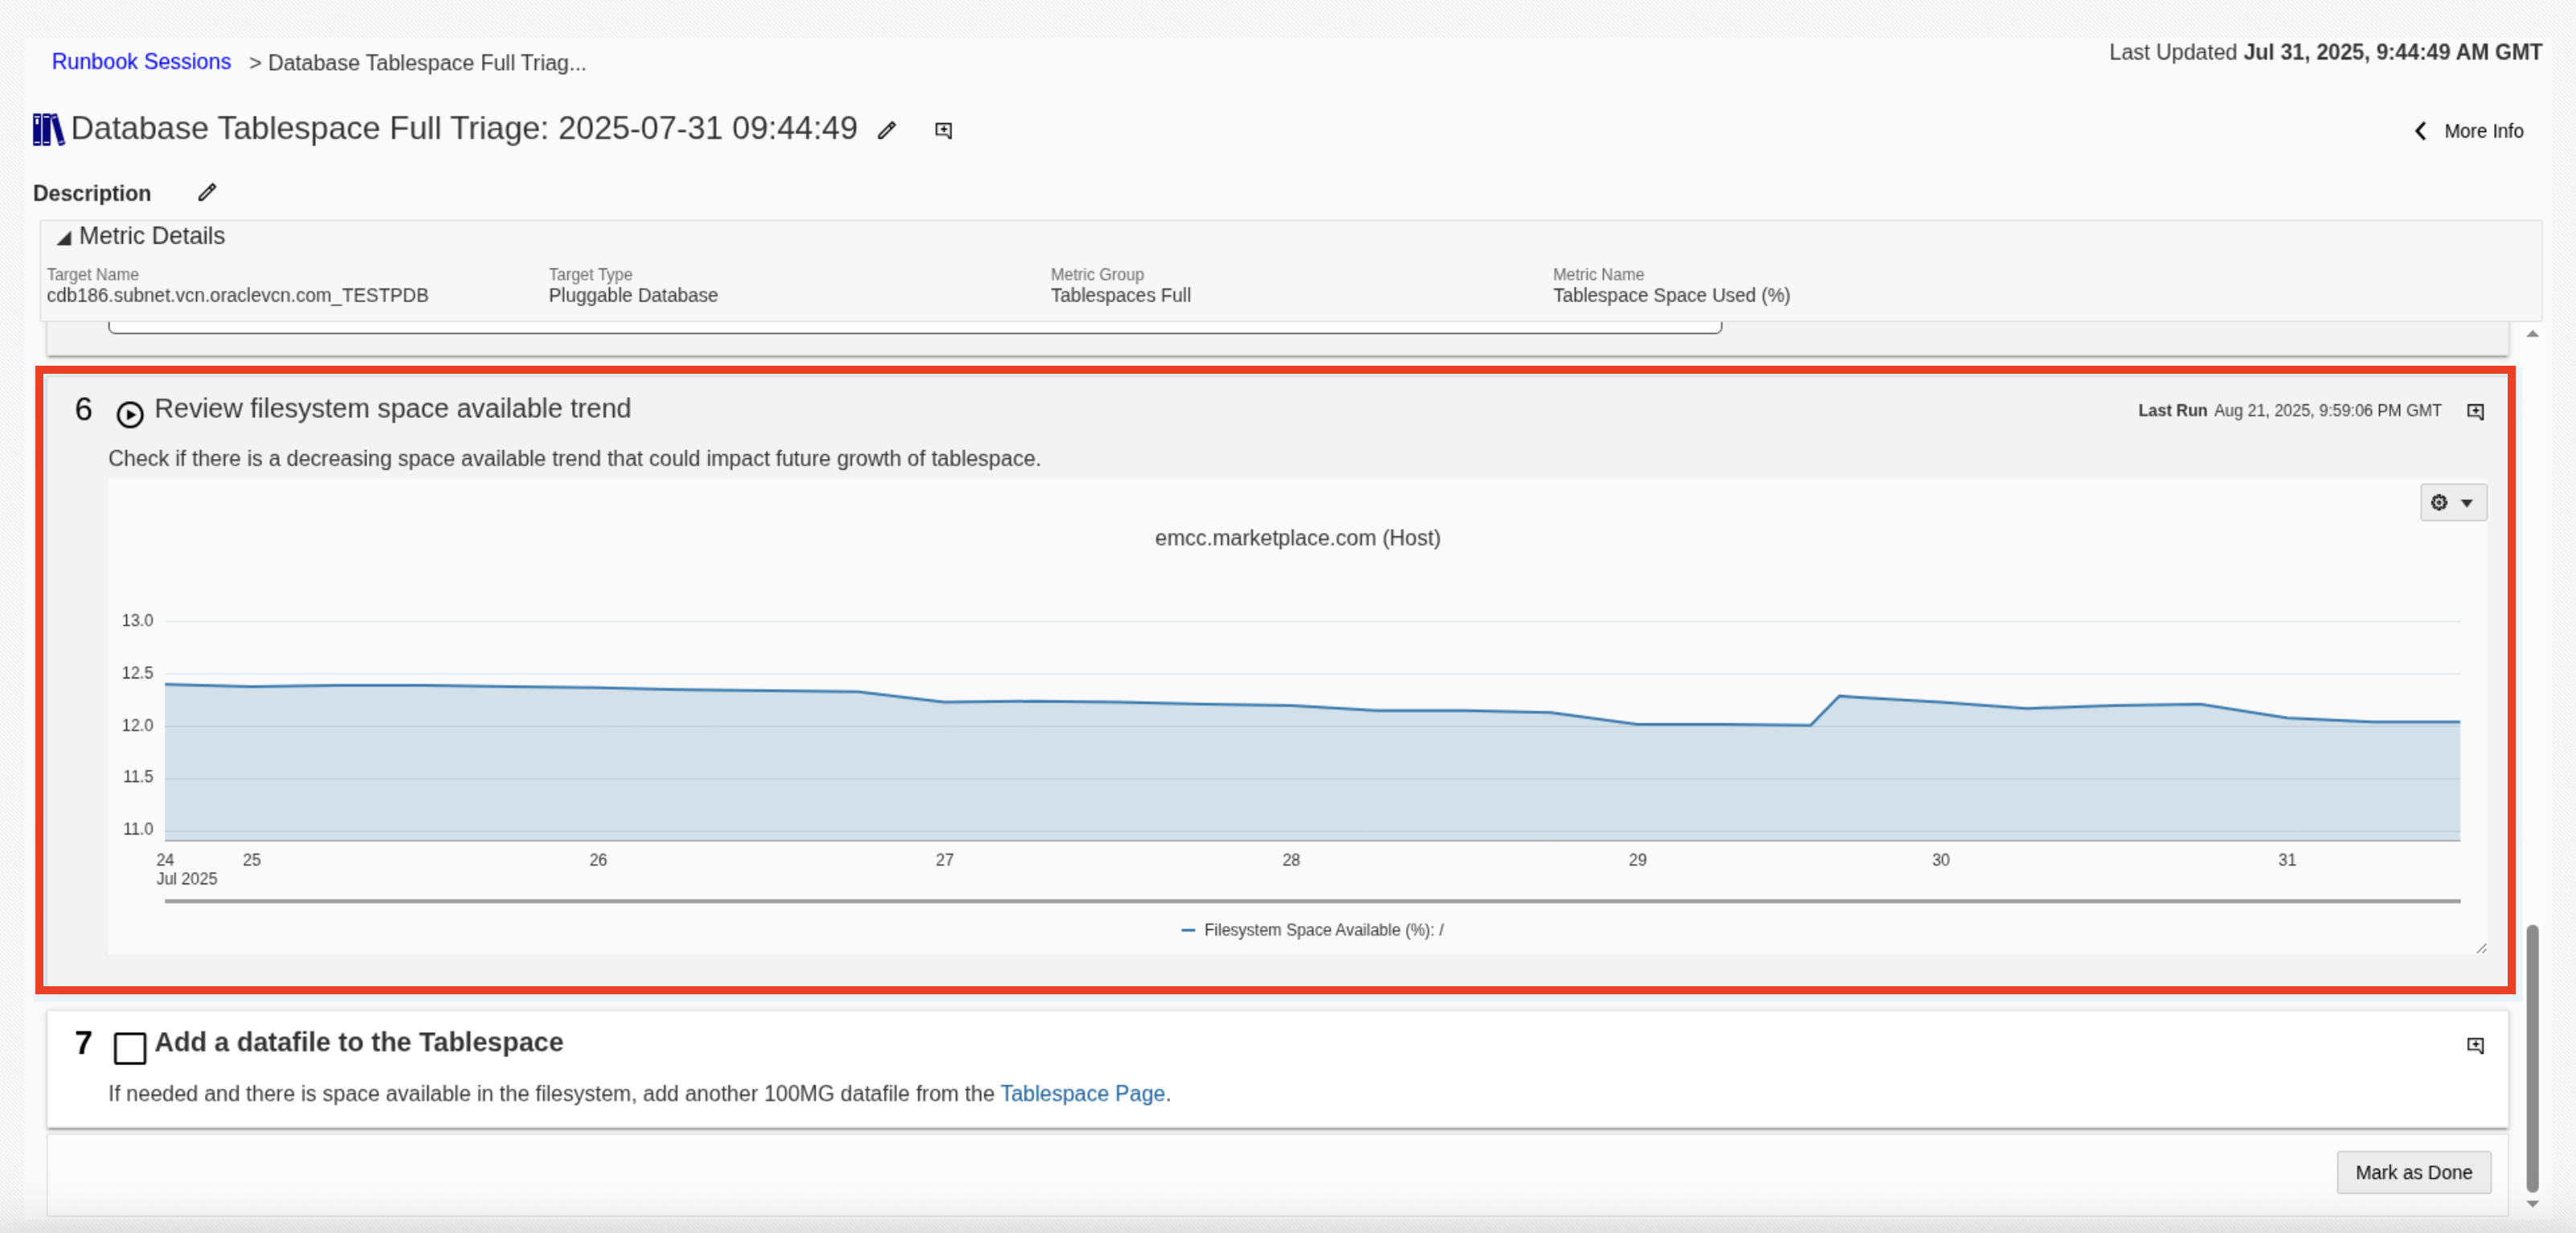 Runbook Sessions > Database Tablespace Full Triag...
Last Updated Jul 31, 2025, 9:44:49 AM GMT
Database Tablespace Full Triage: 2025-07-31 09:44:49
More Info
Description
Metric Details
Target Name
cdb186.subnet.vcn.oraclevcn.com_TESTPDB
Target Type
Pluggable Database
Metric Group
Tablespaces Full
Metric Name
Tablespace Space Used (%)
6 Review filesystem space available trend
Last Run Aug 21, 2025, 9:59:06 PM GMT
Check if there is a decreasing space available trend that could impact future growth of tablespace.
emcc.marketplace.com (Host)
13.0
12.5
12.0
11.5
11.0
24 25 26 27 28 29 30 31
Jul 2025
Filesystem Space Available (%): /
7 Add a datafile to the Tablespace
If needed and there is space available in the filesystem, add another 100MG datafile from the Tablespace Page.
Mark as Done